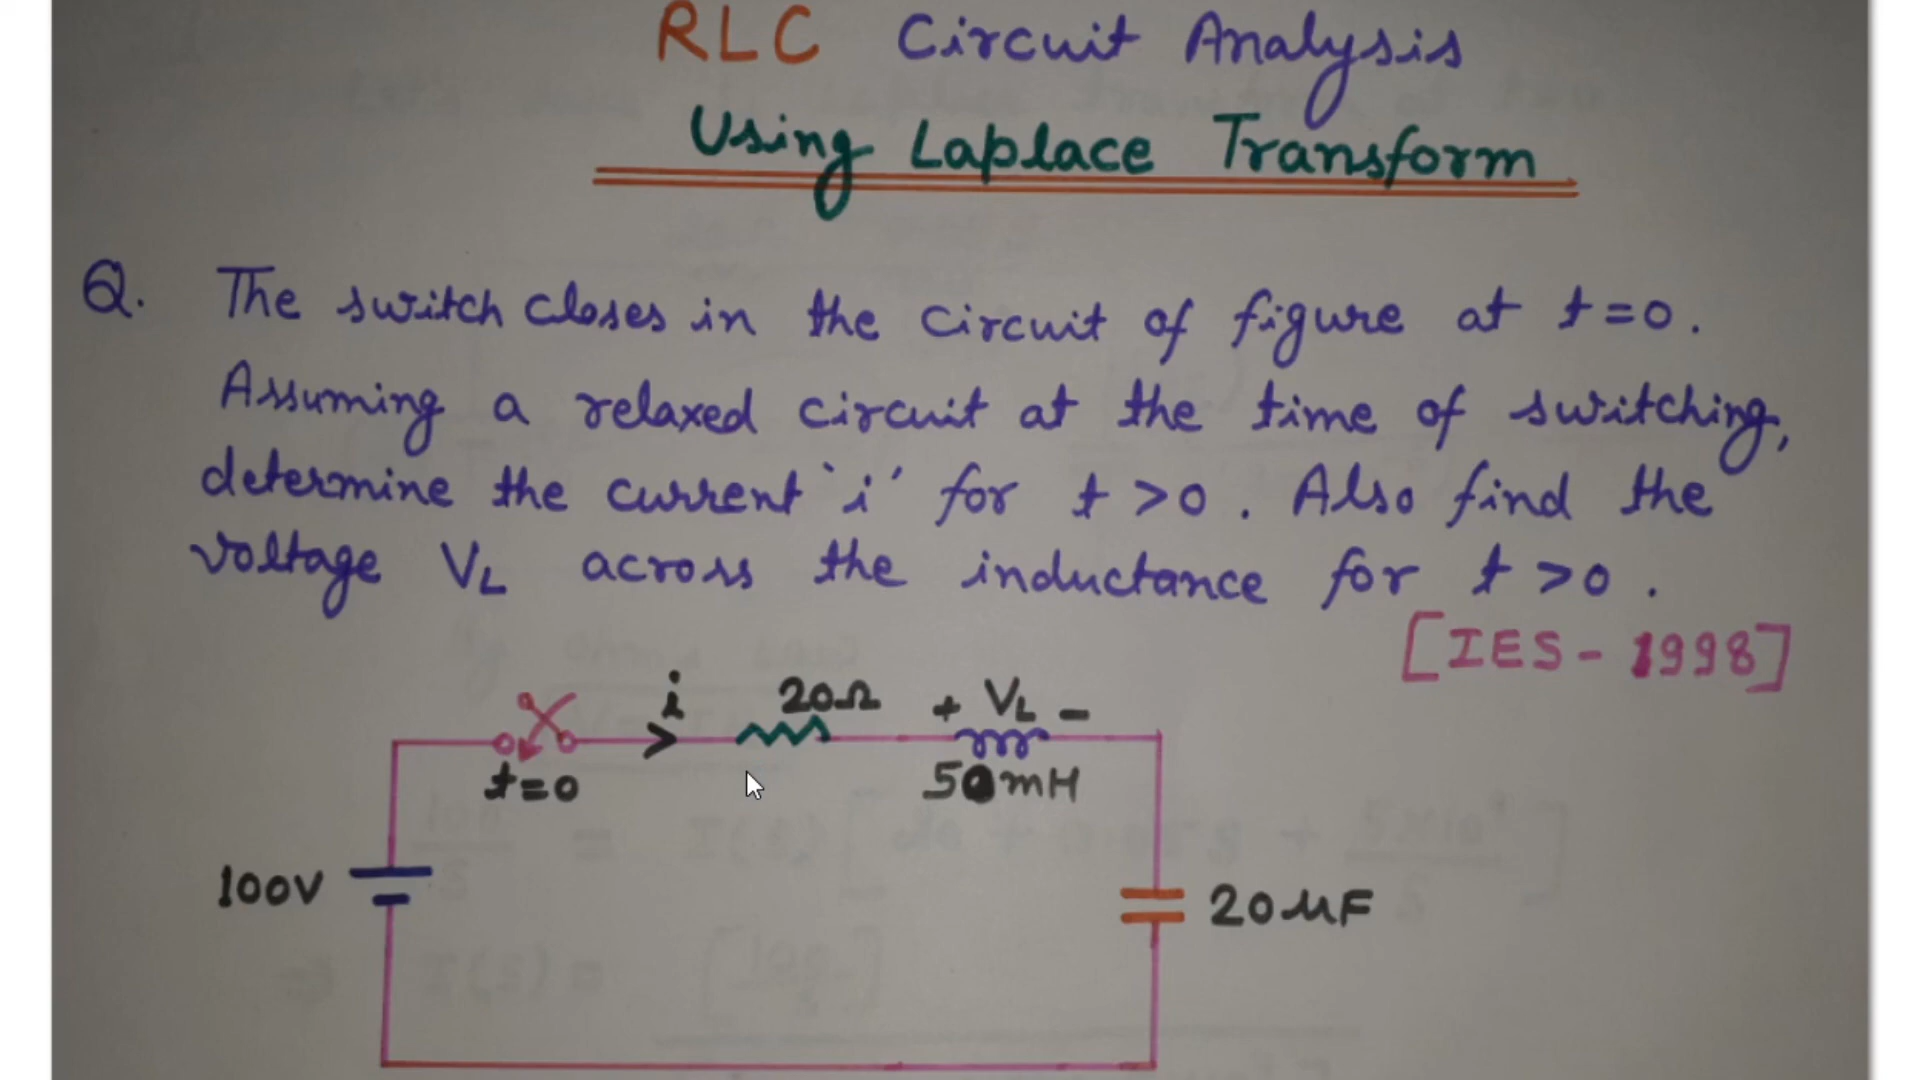 RLC Circuit Analysis
Using Laplace Transform
Q. The switch closes in the circuit of figure at t=0.
Assuming a relaxed circuit at the time of switching,
determine the current `i' for t >0. Also find the
voltage VL across the inductance for t >0.
[IES - 1998]
i
20Ω
+ VL -
t=0
50mH
100V
20μF